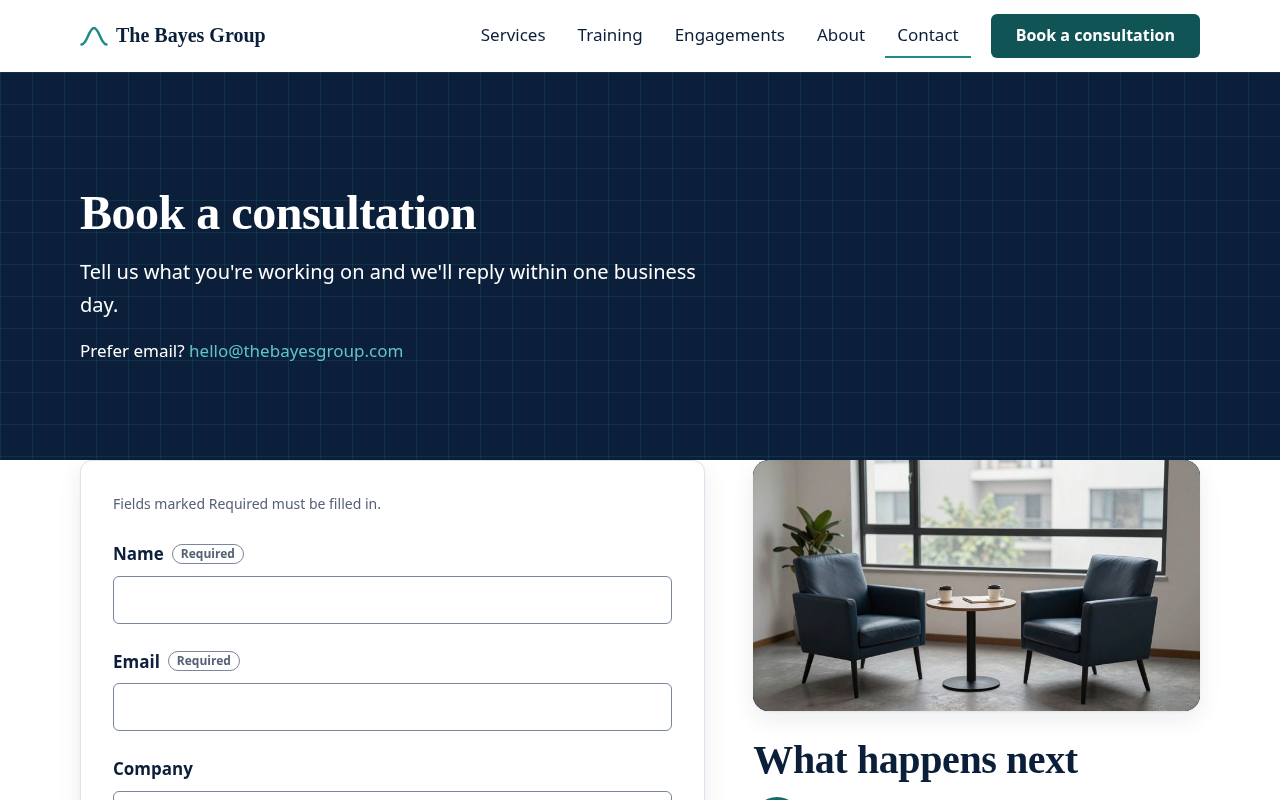 The Bayes Group
Services
Training
Engagements
About
Contact
Book a consultation
Book a consultation
Tell us what you're working on and we'll reply within one business
day.
Prefer email? hello@thebayesgroup.com
Fields marked Required must be filled in.
Name Required
Email Required
Company
What happens next